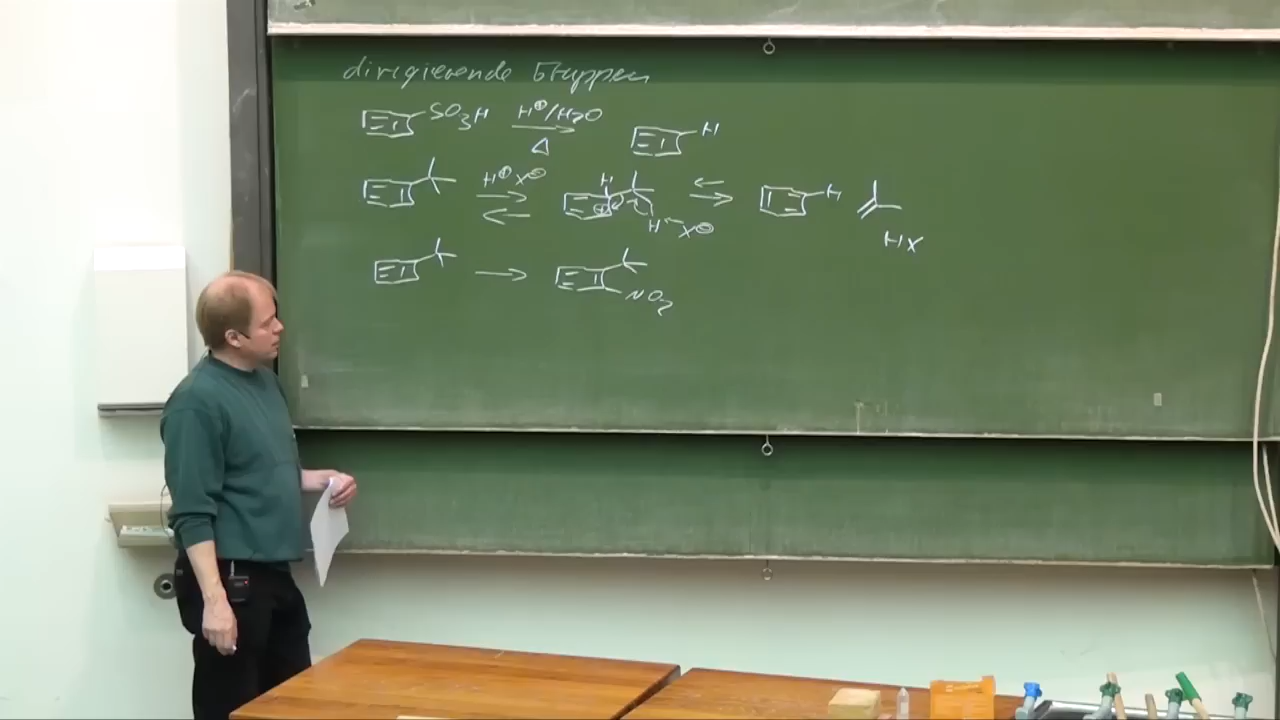 dirigierende Gruppen
SO3H H⊕/H2O Δ H
H⊕ X⊖ H ⊕ H X⊖ H HX
NO2